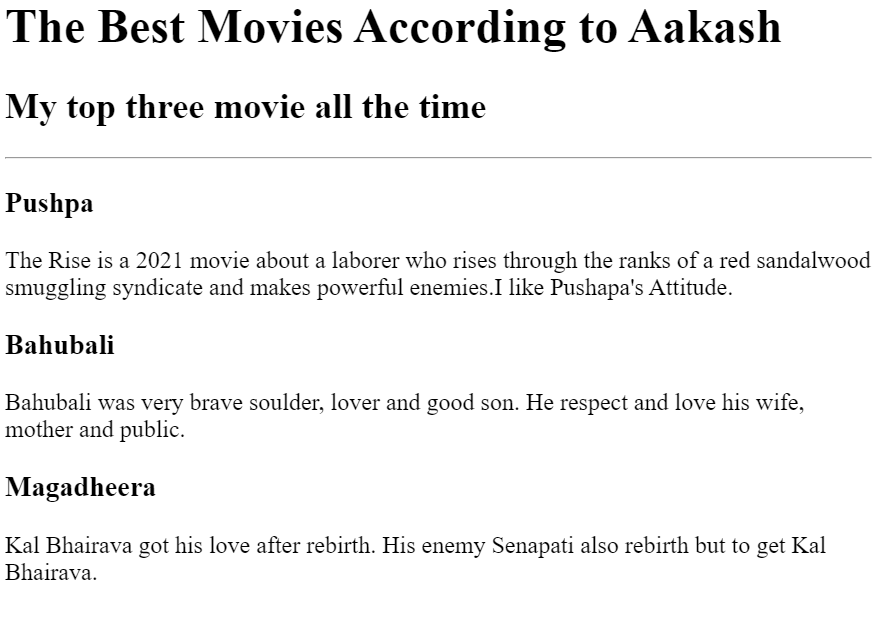 The Best Movies According to Aakash
My top three movie all the time
Pushpa
The Rise is a 2021 movie about a laborer who rises through the ranks of a red sandalwood
smuggling syndicate and makes powerful enemies.I like Pushapa's Attitude.
Bahubali
Bahubali was very brave soulder, lover and good son. He respect and love his wife,
mother and public.
Magadheera
Kal Bhairava got his love after rebirth. His enemy Senapati also rebirth but to get Kal
Bhairava.